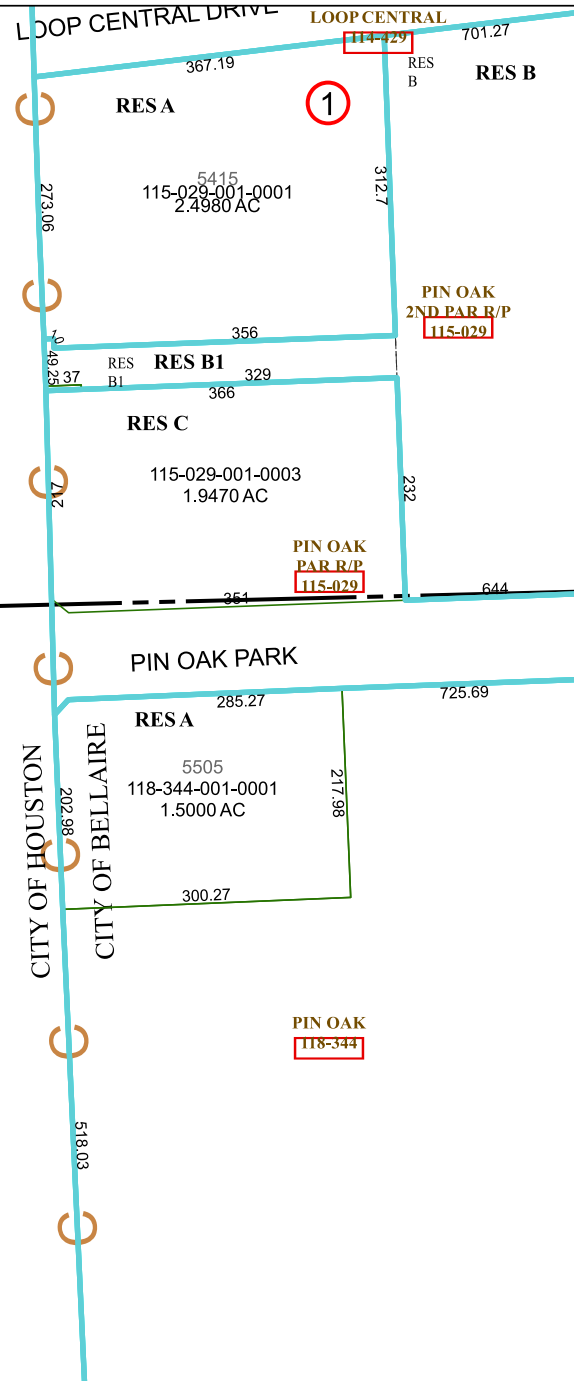 LOOP CENTRAL DRIVE
LOOP CENTRAL
114-429
701.27
367.19
RES
B
RES B
RES A
1
5415
115-029-001-0001
2.4980 AC
273.06
312.7
PIN OAK
2ND PAR R/P
115-029
356
10
49.25
RES
B1
RES B1
37
329
366
RES C
115-029-001-0003
1.9470 AC
217
232
PIN OAK
PAR R/P
115-029
351
644
PIN OAK PARK
285.27
725.69
RES A
5505
118-344-001-0001
1.5000 AC
202.98
217.98
CITY OF HOUSTON
CITY OF BELLAIRE
300.27
PIN OAK
118-344
518.03